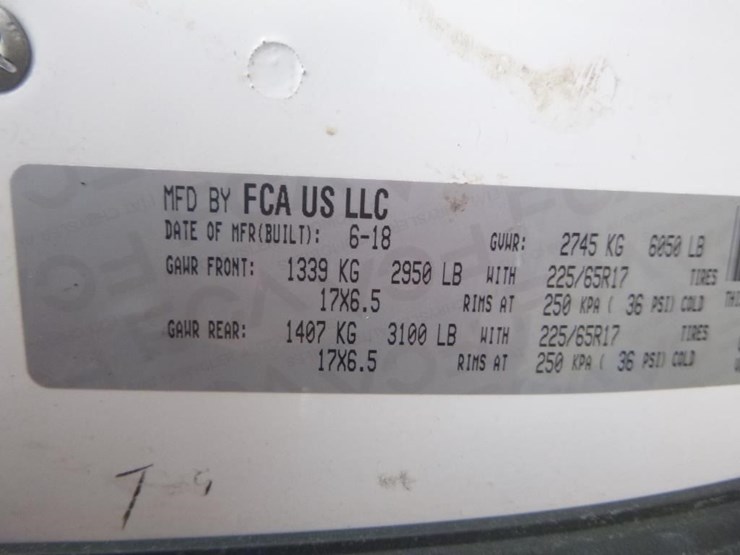 MFD BY FCA US LLC
DATE OF MFR(BUILT): 6-18 GVWR: 2745 KG 6050 LB
GAWR FRONT: 1339 KG 2950 LB WITH 225/65R17 TIRES
17X6.5 RIMS AT 250 KPA ( 36 PSI) COLD
GAWR REAR: 1407 KG 3100 LB WITH 225/65R17 TIRES
17X6.5 RIMS AT 250 KPA ( 36 PSI) COLD